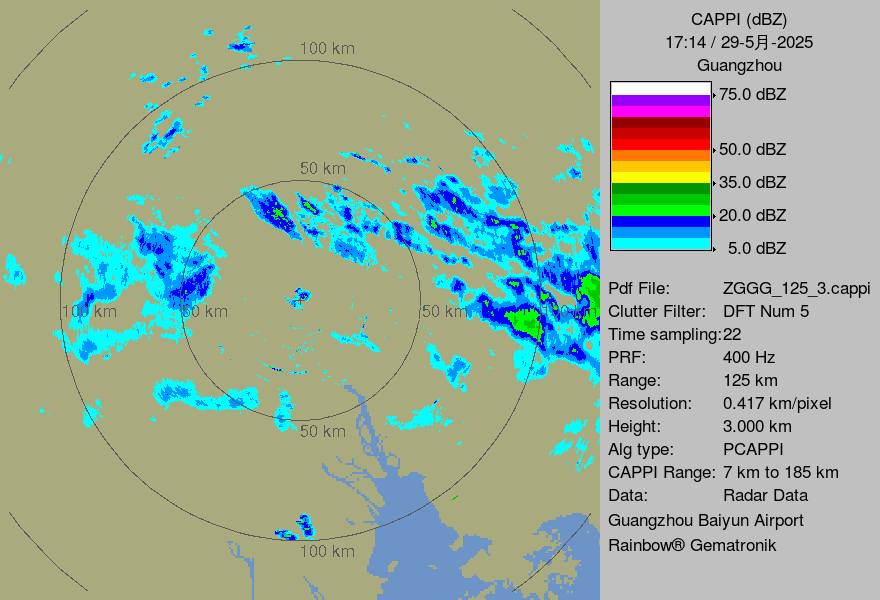 100 km
50 km
100 km
50 km
50 km
50 km
100 km
CAPPI (dBZ)
17:14 / 29-5月-2025
Guangzhou
75.0 dBZ
50.0 dBZ
35.0 dBZ
20.0 dBZ
5.0 dBZ
Pdf File: ZGGG_125_3.cappi
Clutter Filter: DFT Num 5
Time sampling:22
PRF: 400 Hz
Range: 125 km
Resolution: 0.417 km/pixel
Height: 3.000 km
Alg type: PCAPPI
CAPPI Range: 7 km to 185 km
Data: Radar Data
Guangzhou Baiyun Airport
Rainbow® Gematronik